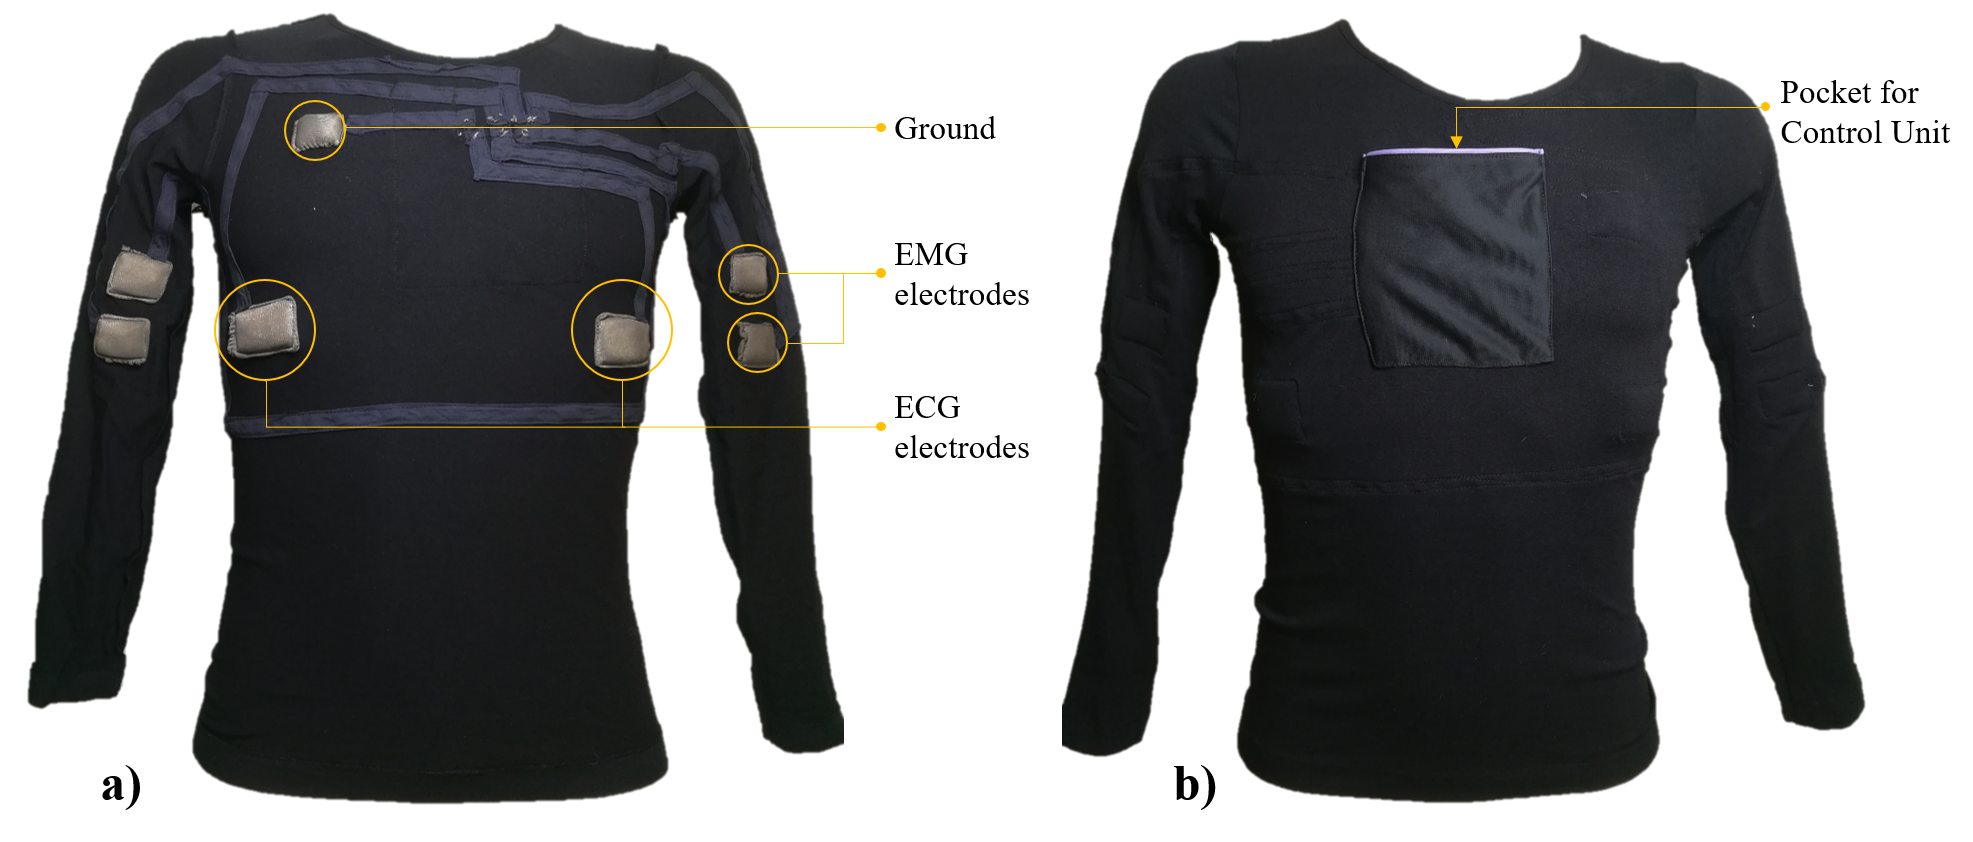 Ground
EMG
electrodes
ECG
electrodes
a)
Pocket for
Control Unit
b)